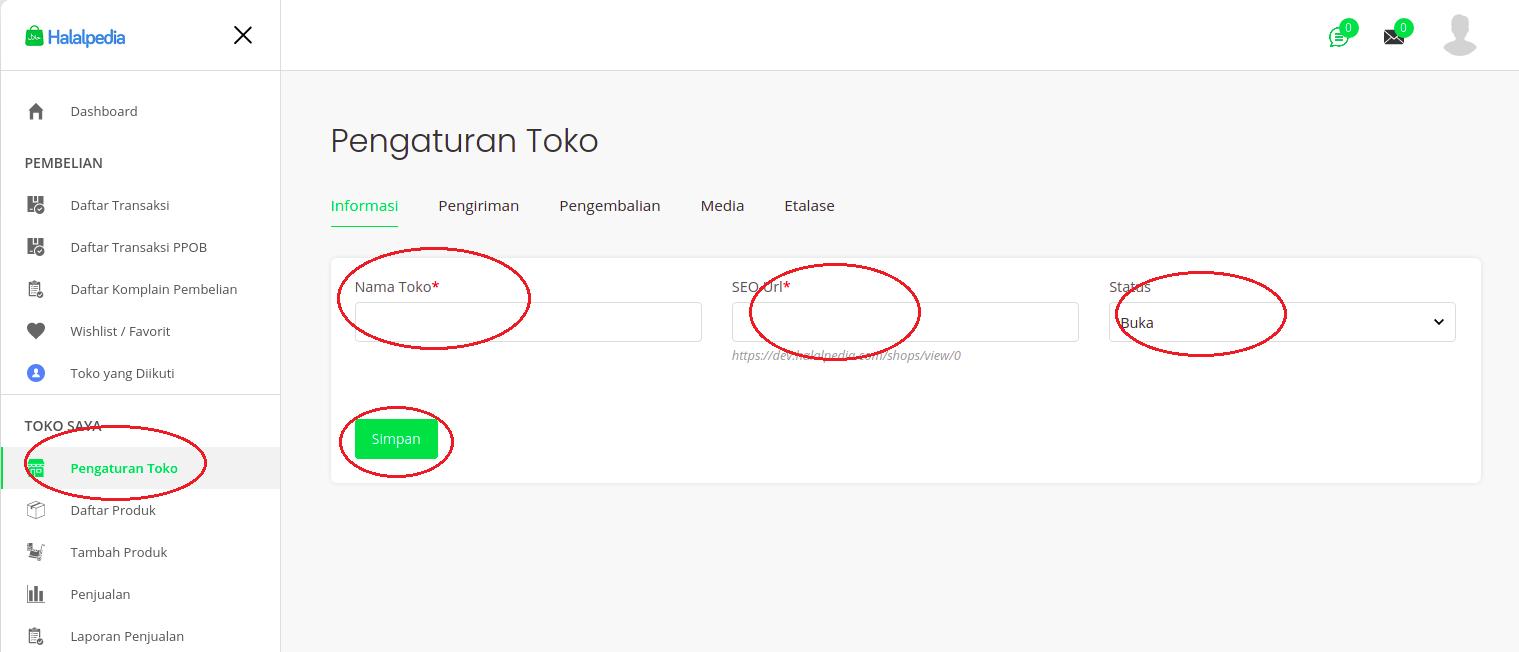 Halalpedia
0
0
Dashboard
PEMBELIAN
Daftar Transaksi
Daftar Transaksi PPOB
Daftar Komplain Pembelian
Wishlist / Favorit
Toko yang Diikuti
TOKO SAYA
Pengaturan Toko
Daftar Produk
Tambah Produk
Penjualan
Laporan Penjualan
Pengaturan Toko
Informasi Pengiriman Pengembalian Media Etalase
Nama Toko* SEO Url* Status
Buka
https://dev.halalpedia.com/shops/view/0
Simpan